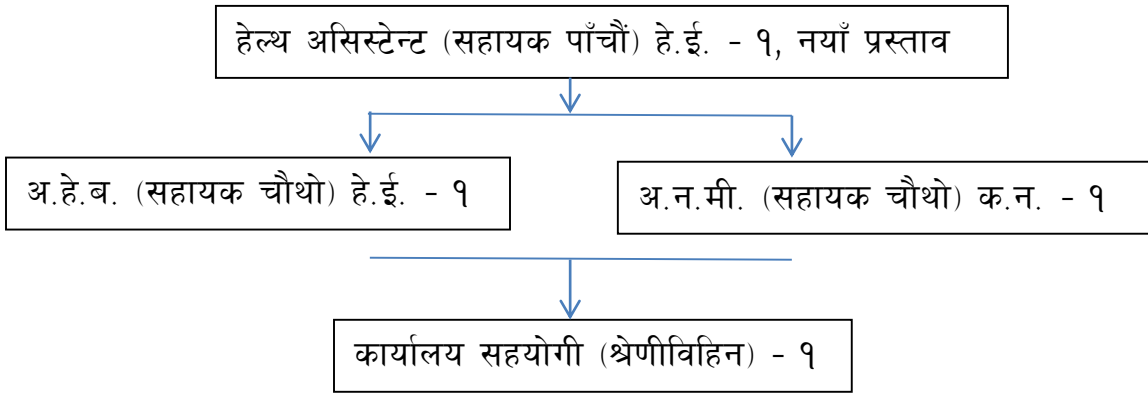 हेल्थ असिस्टेन्ट (सहायक पाँचौं) हे.ई. - १, नयाँ प्रस्ताव
अ.हे.ब. (सहायक चौथो) हे.ई. - १
अ.न.मी. (सहायक चौथो) क.न. - १
कार्यालय सहयोगी (श्रेणीविहिन) - १